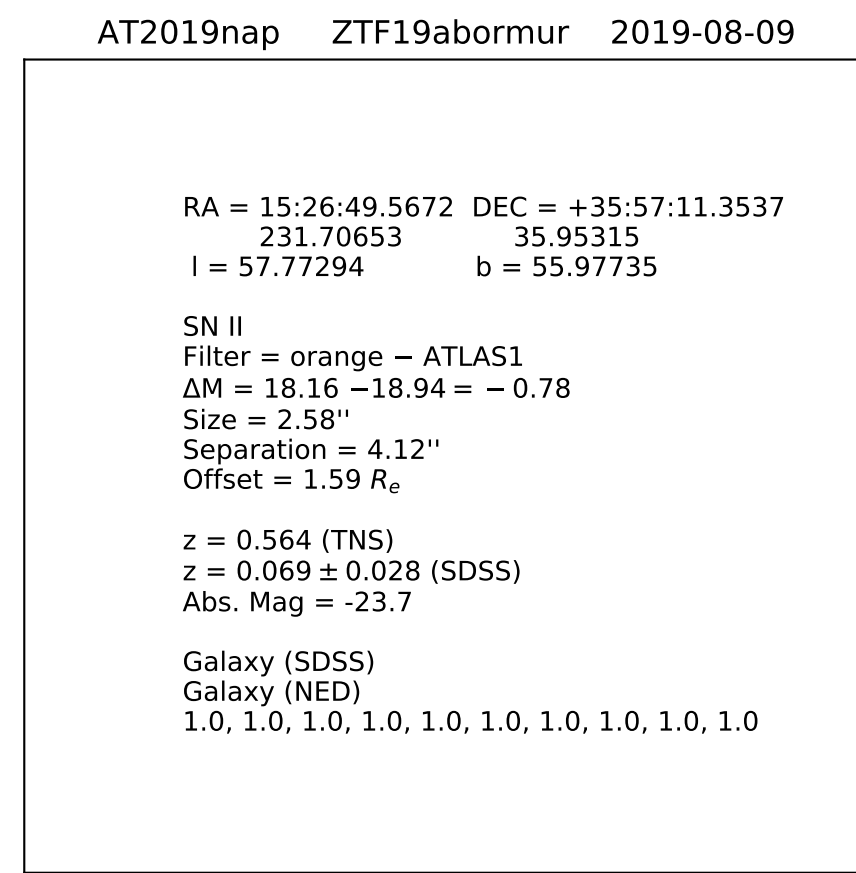 AT2019nap ZTF19abormur 2019-08-09
RA = 15:26:49.5672 DEC = +35:57:11.3537
231.70653 35.95315
l = 57.77294 b = 55.97735
SN II
Filter = orange − ATLAS1
ΔM = 18.16 −18.94 = − 0.78
Size = 2.58''
Separation = 4.12''
Offset = 1.59 Rₑ
z = 0.564 (TNS)
z = 0.069 ± 0.028 (SDSS)
Abs. Mag = -23.7
Galaxy (SDSS)
Galaxy (NED)
1.0, 1.0, 1.0, 1.0, 1.0, 1.0, 1.0, 1.0, 1.0, 1.0